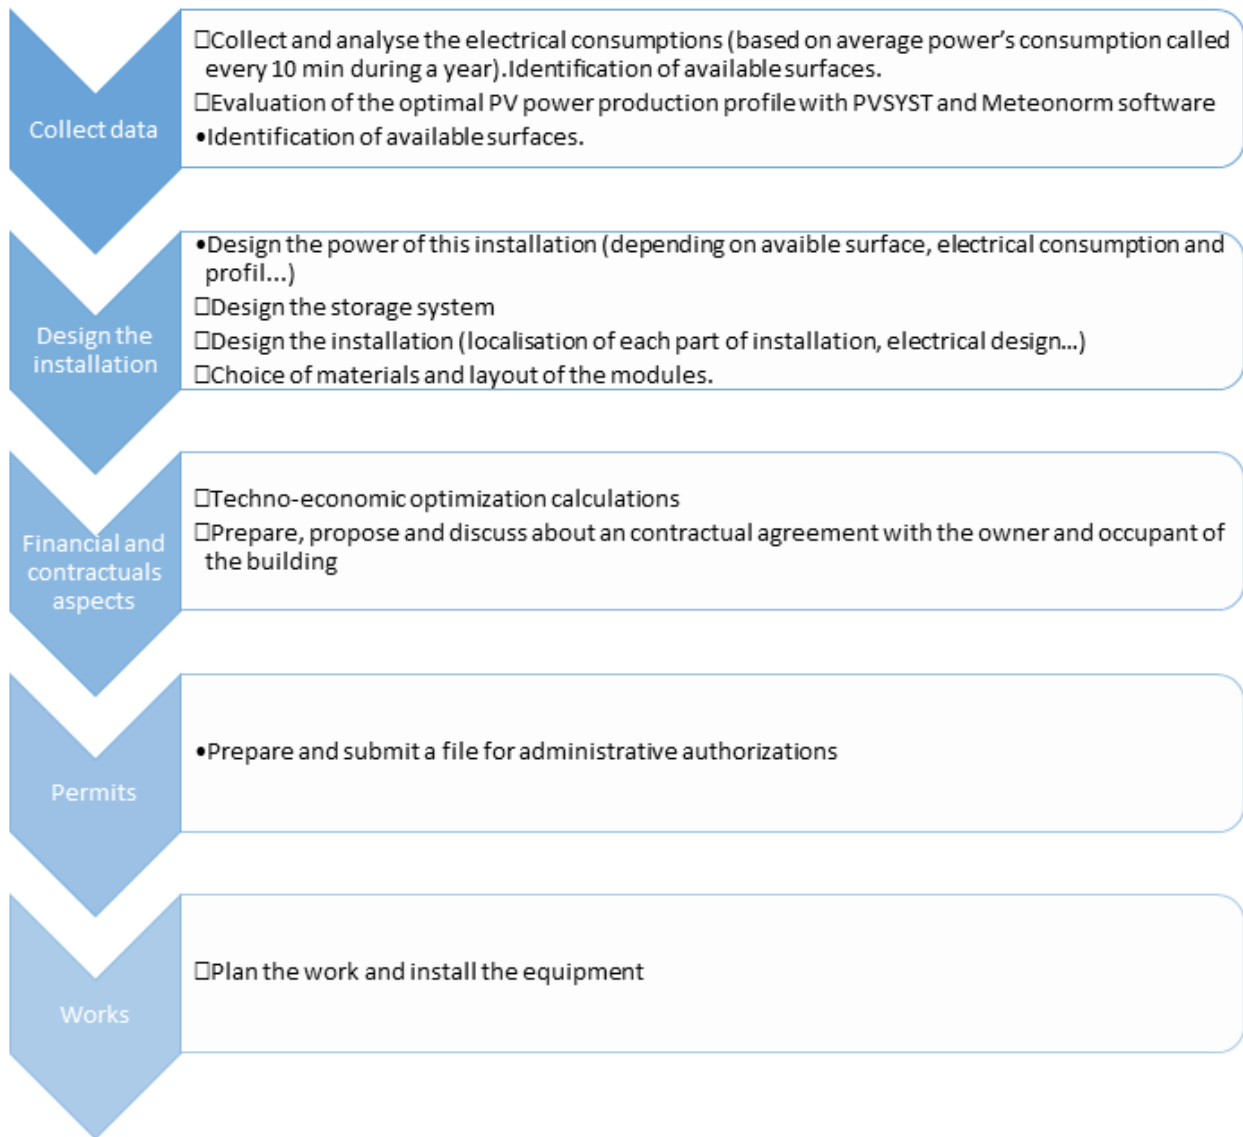 Collect data
□Collect and analyse the electrical consumptions (based on average power's consumption called
every 10 min during a year).Identification of available surfaces.
□Evaluation of the optimal PV power production profile with PVSYST and Meteonorm software
•Identification of available surfaces.
Design the
installation
•Design the power of this installation (depending on avaible surface, electrical consumption and
profil...)
□Design the storage system
□Design the installation (localisation of each part of installation, electrical design...)
□Choice of materials and layout of the modules.
Financial and
contractuals
aspects
□Techno-economic optimization calculations
□Prepare, propose and discuss about an contractual agreement with the owner and occupant of
the building
Permits
•Prepare and submit a file for administrative authorizations
Works
□Plan the work and install the equipment